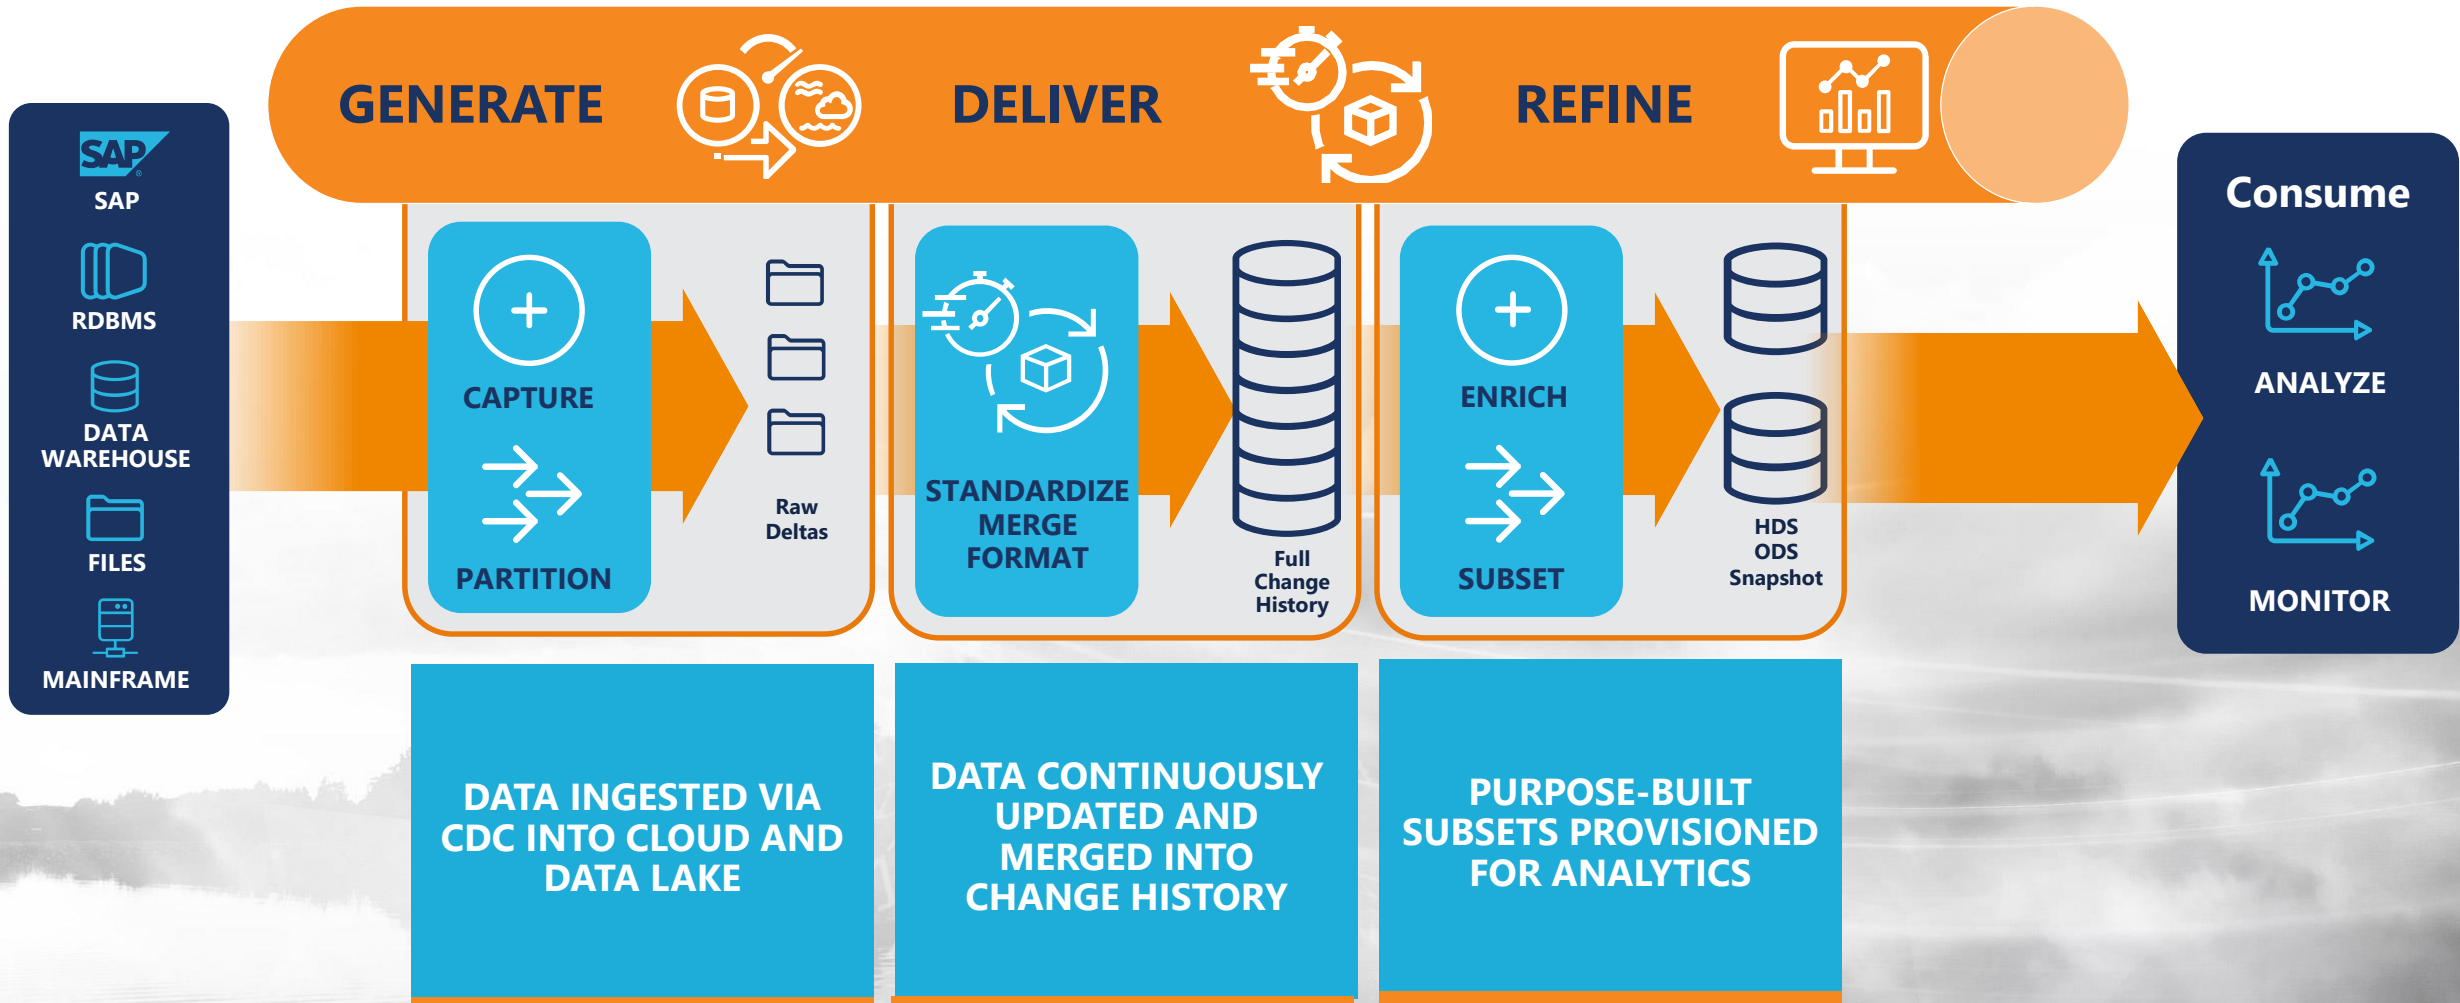 GENERATE
DELIVER
REFINE
SAP
®
SAP
RDBMS
DATA
WAREHOUSE
FILES
MAINFRAME
CAPTURE
PARTITION
Raw
Deltas
STANDARDIZE
MERGE
FORMAT
Full
Change
History
ENRICH
SUBSET
HDS
ODS
Snapshot
Consume
ANALYZE
MONITOR
DATA INGESTED VIA
CDC INTO CLOUD AND
DATA LAKE
DATA CONTINUOUSLY
UPDATED AND
MERGED INTO
CHANGE HISTORY
PURPOSE-BUILT
SUBSETS PROVISIONED
FOR ANALYTICS